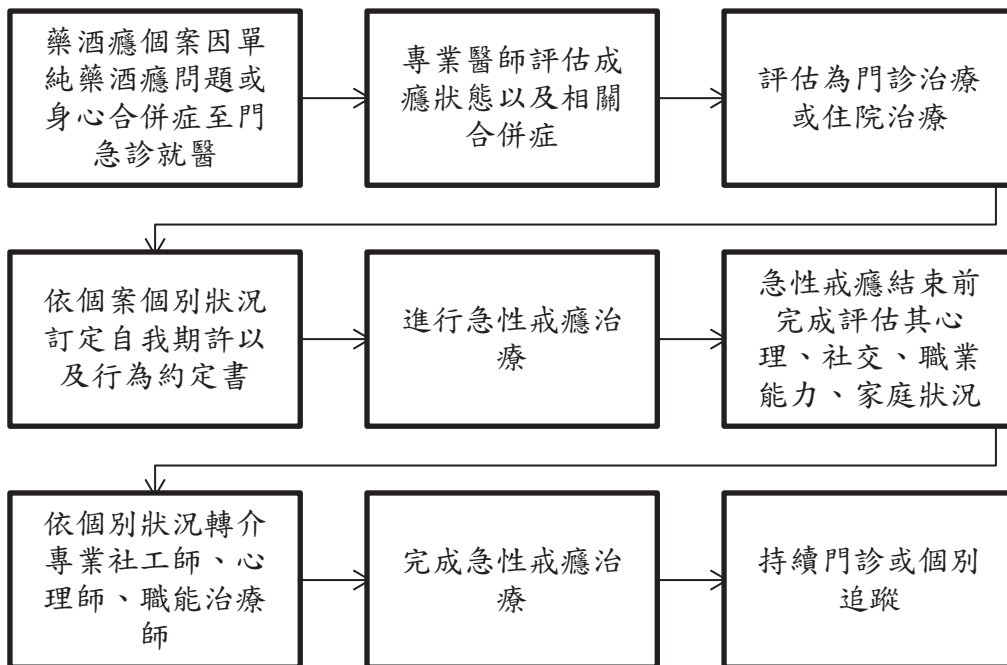 藥酒癮個案因單
純藥酒癮問題或
身心合併症至門
急診就醫
專業醫師評估成
癮狀態以及相關
合併症
評估為門診治療
或住院治療
依個案個別狀況
訂定自我期許以
及行為約定書
進行急性戒癮治
療
急性戒癮結束前
完成評估其心
理、社交、職業
能力、家庭狀況
依個別狀況轉介
專業社工師、心
理師、職能治療
師
完成急性戒癮治
療
持續門診或個別
追蹤